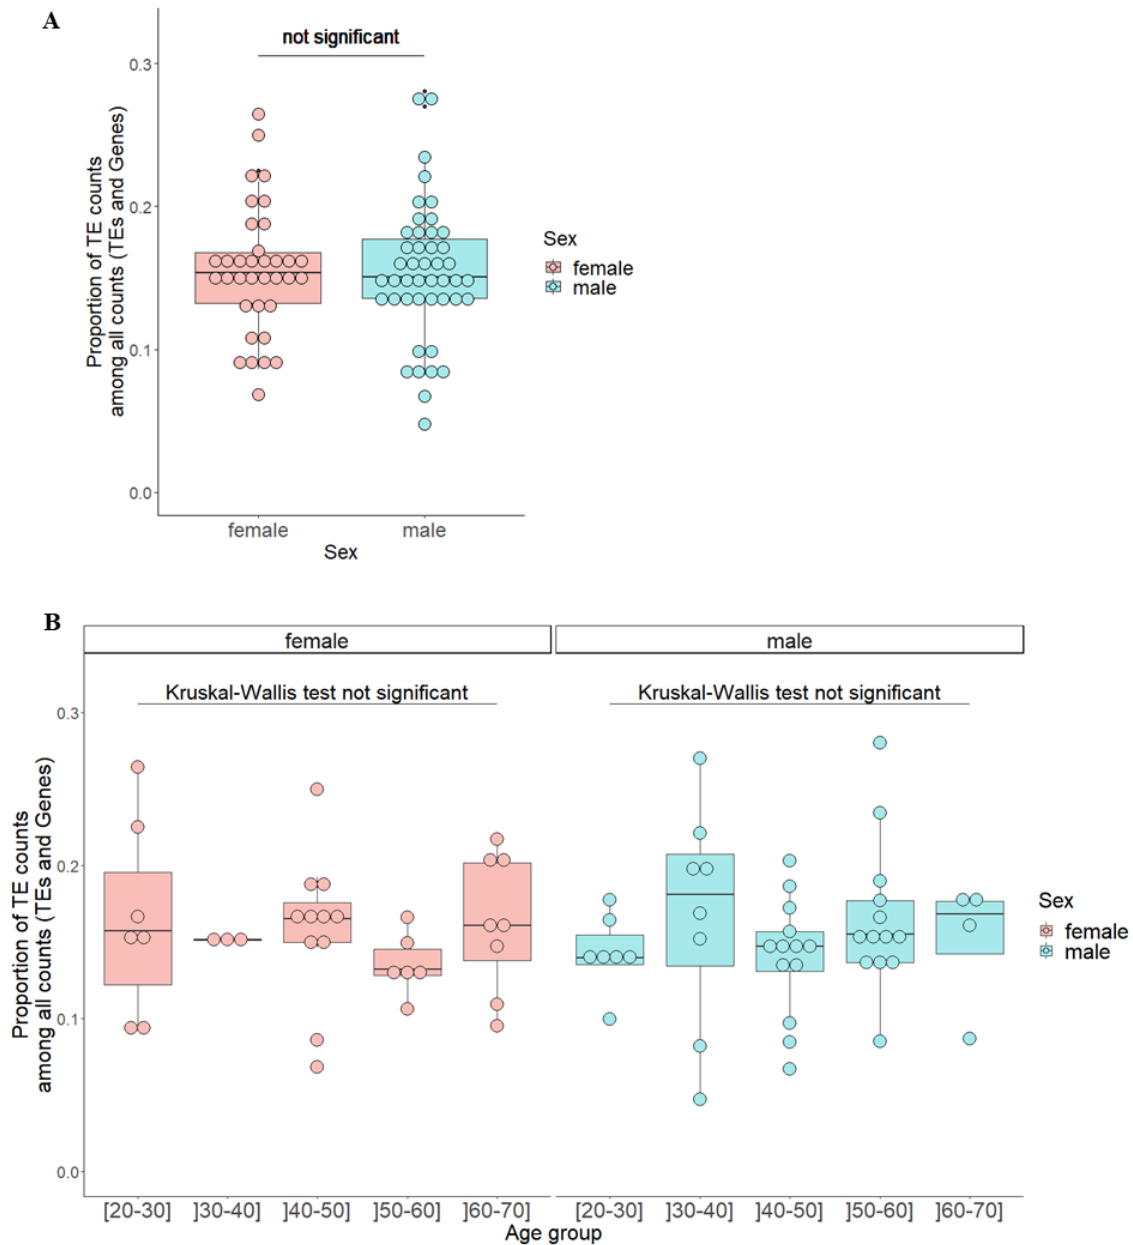 A
not significant
0.3
0.2
0.1
0.0
Proportion of TE counts
among all counts (TEs and Genes)
female
male
Sex
Sex
female
male
B
female
male
Kruskal-Wallis test not significant
Kruskal-Wallis test not significant
0.3
0.2
0.1
0.0
Proportion of TE counts
among all counts (TEs and Genes)
[20-30]
]30-40]
]40-50]
]50-60]
]60-70]
[20-30]
]30-40]
]40-50]
]50-60]
]60-70]
Age group
Sex
female
male